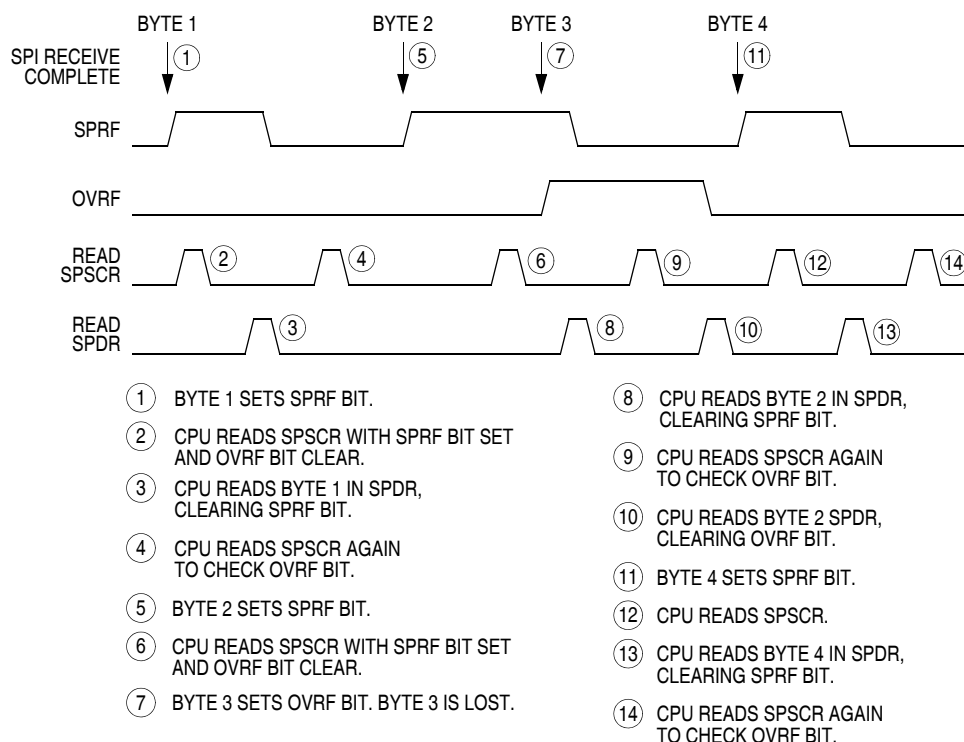 BYTE 1 BYTE 2 BYTE 3 BYTE 4
SPI RECEIVE
COMPLETE
1 5 7 11
SPRF
OVRF
READ
SPSCR
2 4 6 9 12 14
READ
SPDR
3 8 10 13
1 BYTE 1 SETS SPRF BIT.
2 CPU READS SPSCR WITH SPRF BIT SET
AND OVRF BIT CLEAR.
3 CPU READS BYTE 1 IN SPDR,
CLEARING SPRF BIT.
4 CPU READS SPSCR AGAIN
TO CHECK OVRF BIT.
5 BYTE 2 SETS SPRF BIT.
6 CPU READS SPSCR WITH SPRF BIT SET
AND OVRF BIT CLEAR.
7 BYTE 3 SETS OVRF BIT. BYTE 3 IS LOST.
8 CPU READS BYTE 2 IN SPDR,
CLEARING SPRF BIT.
9 CPU READS SPSCR AGAIN
TO CHECK OVRF BIT.
10 CPU READS BYTE 2 SPDR,
CLEARING OVRF BIT.
11 BYTE 4 SETS SPRF BIT.
12 CPU READS SPSCR.
13 CPU READS BYTE 4 IN SPDR,
CLEARING SPRF BIT.
14 CPU READS SPSCR AGAIN
TO CHECK OVRF BIT.